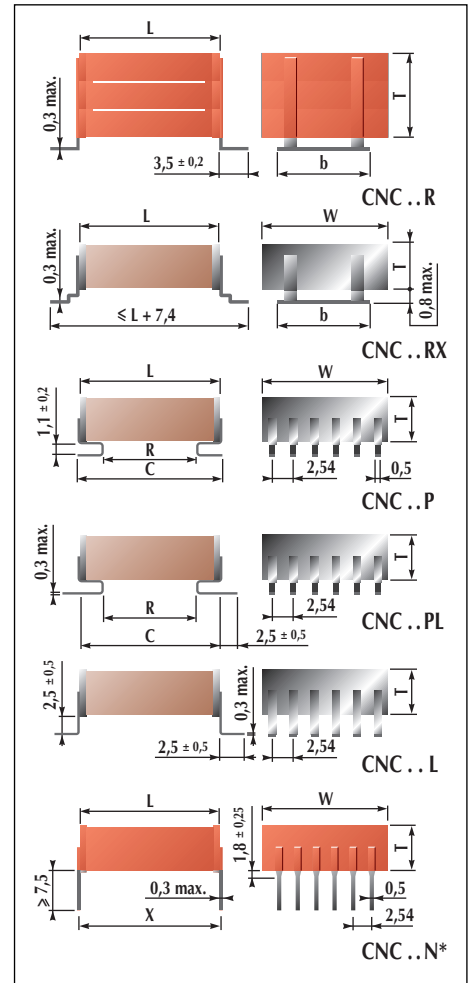 L
0,3 max.
T
3,5 ± 0,2
b
CNC ..R
L
W
0,3 max.
T
0,8 max.
≤ L + 7,4
b
CNC ..RX
L
W
1,1 ± 0,2
T
R
2,54
0,5
C
CNC ..P
0,3 max.
T
R
2,54
C
2,5 ± 0,5
CNC ..PL
2,5 ± 0,5
0,3 max.
T
2,5 ± 0,5
2,54
CNC ..L
L
W
1,8 ± 0,25
T
≥ 7,5
0,3 max.
0,5
X
2,54
CNC ..N*